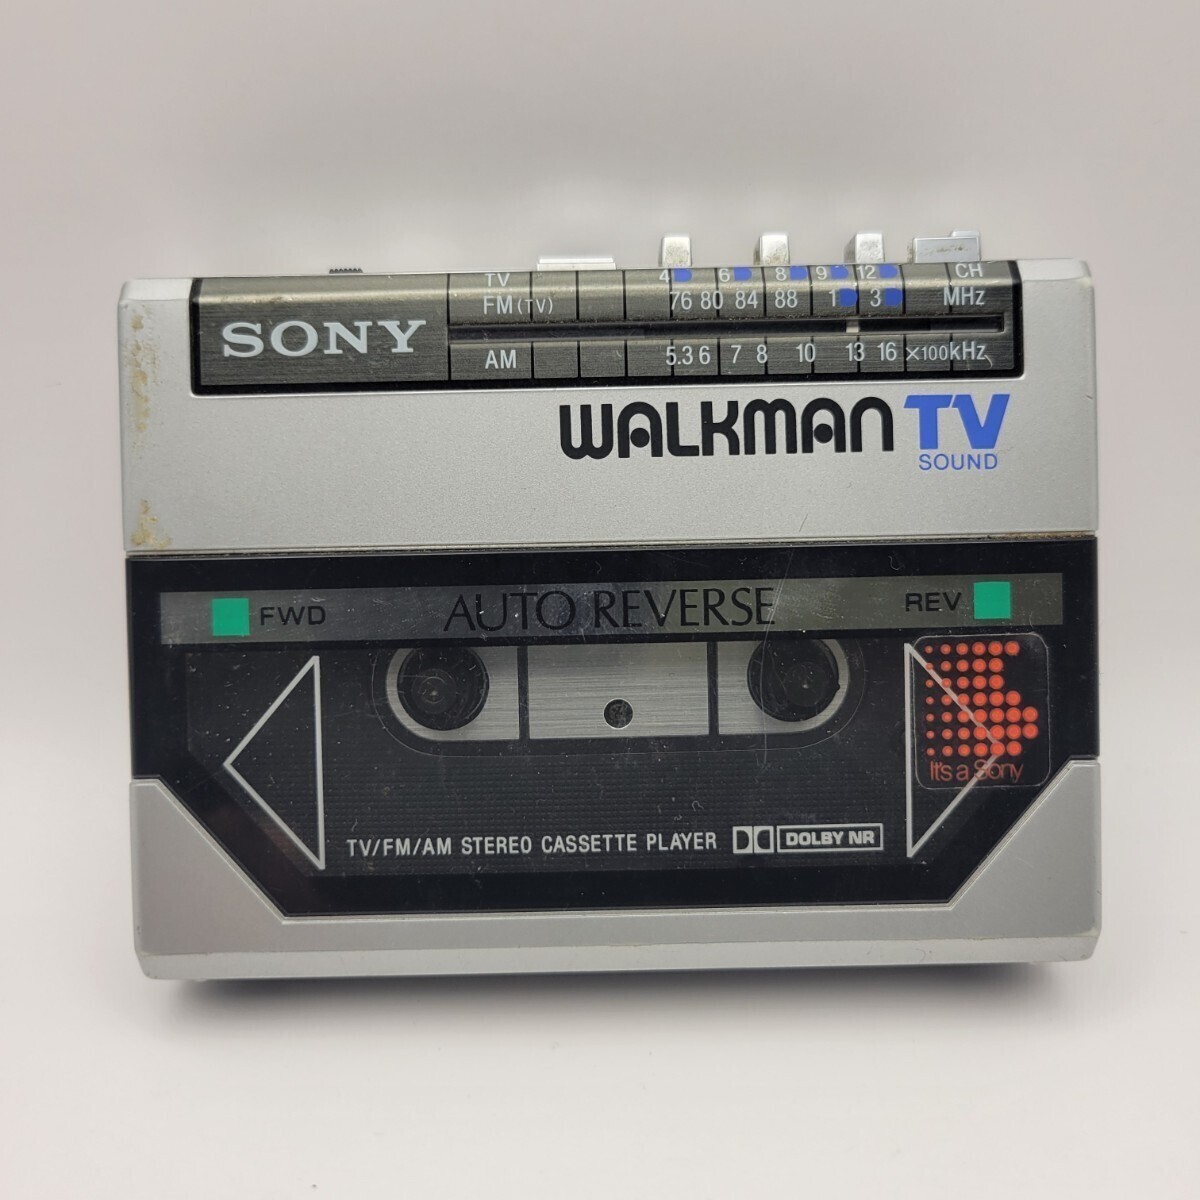 TV 4 6 8 9 12 CH
FM (TV) 76 80 84 88 1 3 MHz
SONY
AM 5.3 6 7 8 10 13 16 ×100kHz
WALKMAN TV
SOUND
FWD AUTO REVERSE REV
It's a Sony
TV/FM/AM STEREO CASSETTE PLAYER DOLBY NR